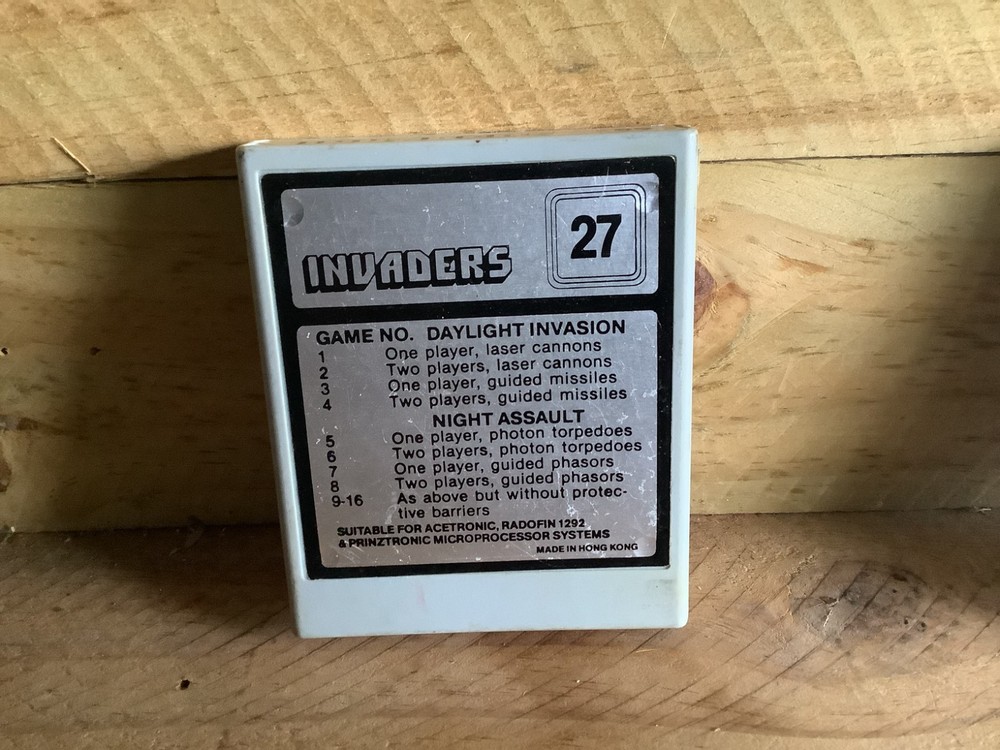 INVADERS
27
GAME NO. DAYLIGHT INVASION
1 One player, laser cannons
2 Two players, laser cannons
3 One player, guided missiles
4 Two players, guided missiles
NIGHT ASSAULT
5 One player, photon torpedoes
6 Two players, photon torpedoes
7 One player, guided phasors
8 Two players, guided phasors
9-16 As above but without protec-
tive barriers
SUITABLE FOR ACETRONIC, RADOFIN 1292
& PRINZTRONIC MICROPROCESSOR SYSTEMS
MADE IN HONG KONG